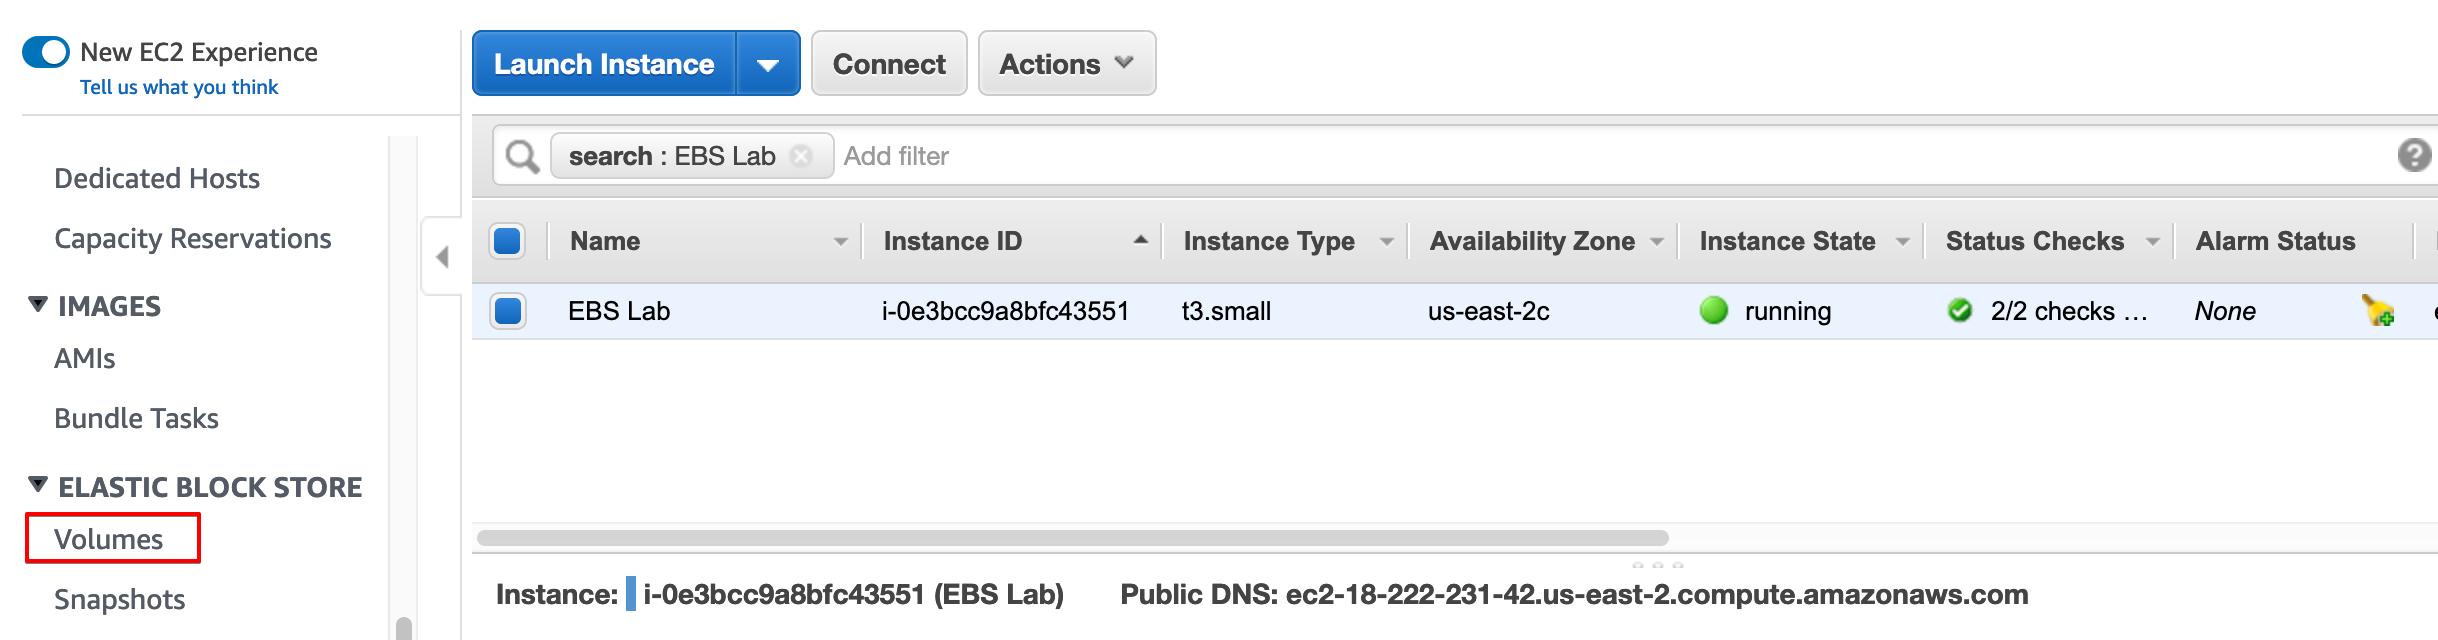 New EC2 Experience
Tell us what you think
Dedicated Hosts
Capacity Reservations
IMAGES
AMIs
Bundle Tasks
ELASTIC BLOCK STORE
Volumes
Snapshots
Launch Instance Connect Actions
search : EBS Lab Add filter
Name Instance ID Instance Type Availability Zone Instance State Status Checks Alarm Status
EBS Lab i-0e3bcc9a8bfc43551 t3.small us-east-2c running 2/2 checks ... None
Instance: i-0e3bcc9a8bfc43551 (EBS Lab) Public DNS: ec2-18-222-231-42.us-east-2.compute.amazonaws.com